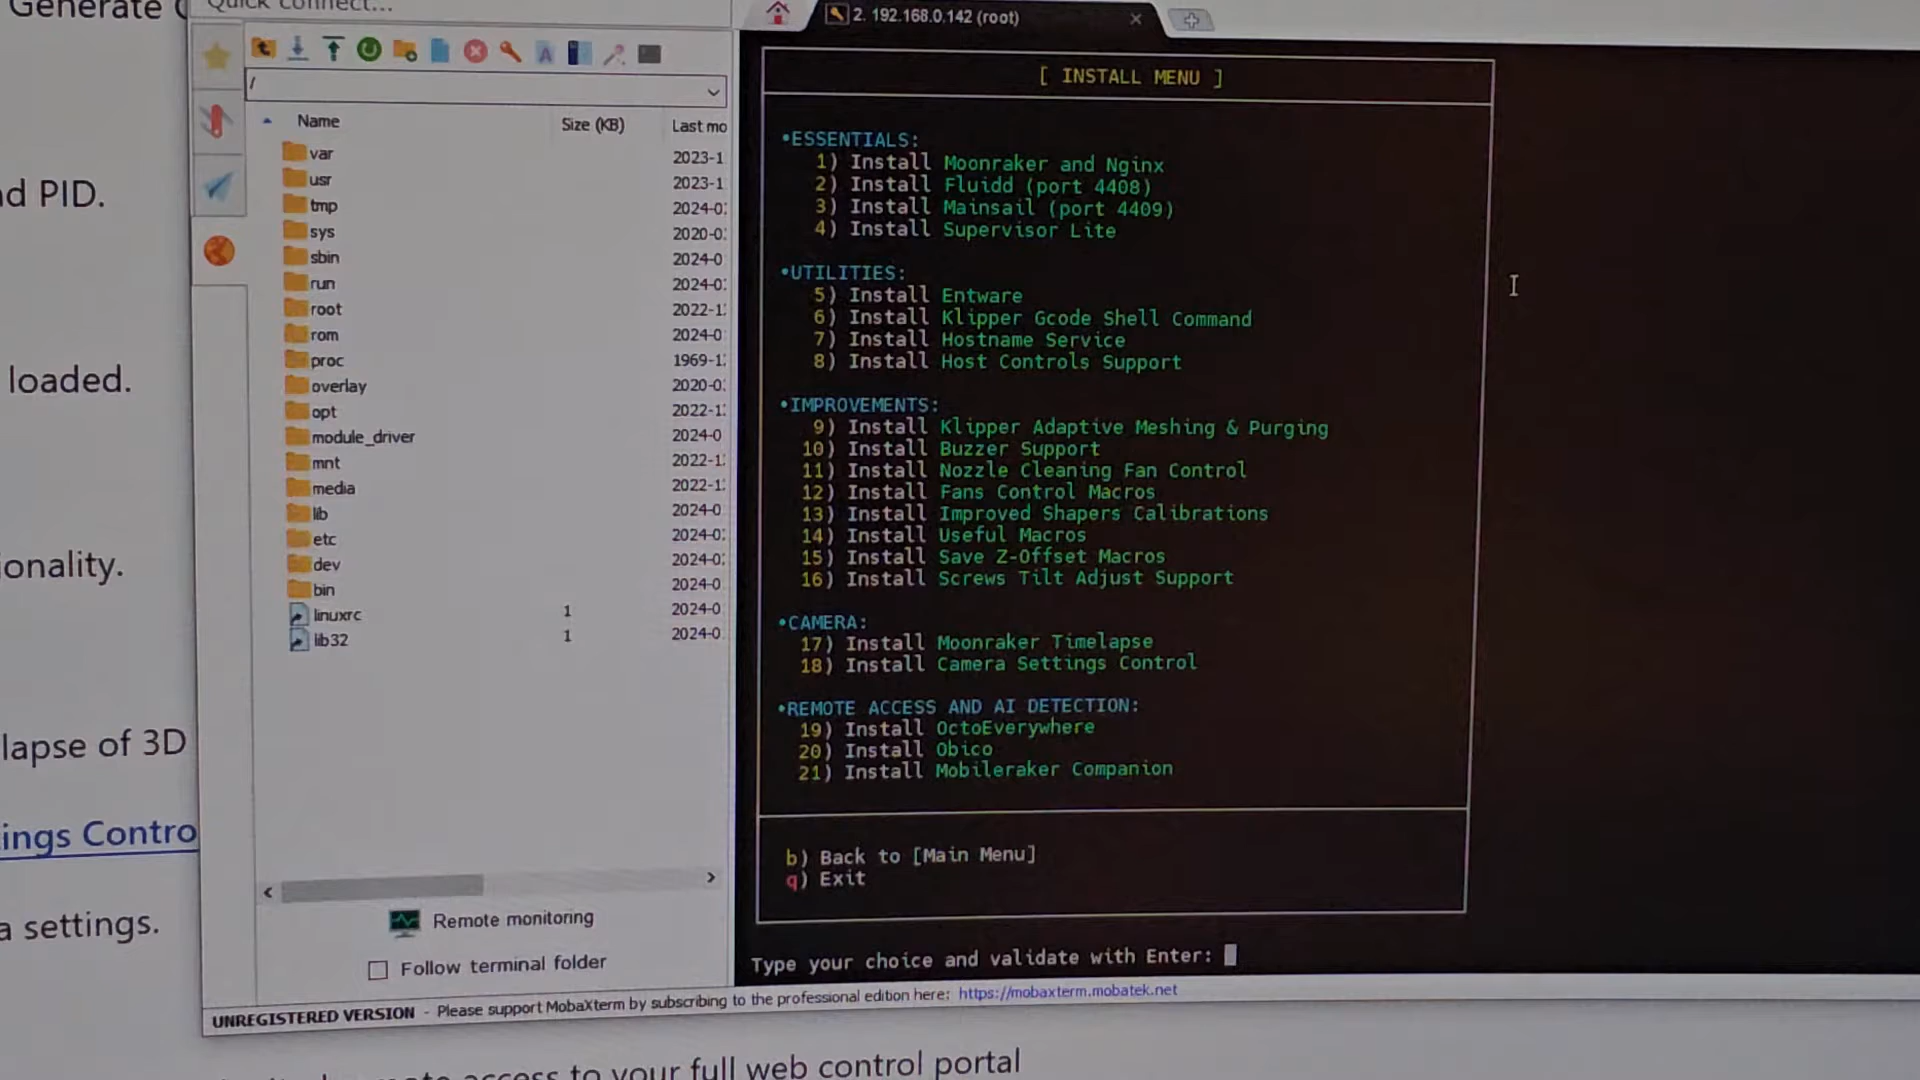 Generate
Quick connect...
2. 192.168.0.142 (root)
/
Name
Size (KB)
Last mo
var
2023-1
usr
2023-1
tmp
2024-0
sys
2020-0
sbin
2024-0
run
2024-0
root
2022-1
rom
2024-0
proc
1969-1
overlay
2020-0
opt
2022-1
module_driver
2024-0
mnt
2022-1
media
2022-1
lib
2024-0
etc
2024-0
dev
2024-0
bin
2024-0
linuxrc
1
2024-0
lib32
1
2024-0
Remote monitoring
Follow terminal folder
[ INSTALL MENU ]
•ESSENTIALS:
1) Install Moonraker and Nginx
2) Install Fluidd (port 4408)
3) Install Mainsail (port 4409)
4) Install Supervisor Lite
•UTILITIES:
5) Install Entware
6) Install Klipper Gcode Shell Command
7) Install Hostname Service
8) Install Host Controls Support
•IMPROVEMENTS:
9) Install Klipper Adaptive Meshing & Purging
10) Install Buzzer Support
11) Install Nozzle Cleaning Fan Control
12) Install Fans Control Macros
13) Install Improved Shapers Calibrations
14) Install Useful Macros
15) Install Save Z-Offset Macros
16) Install Screws Tilt Adjust Support
•CAMERA:
17) Install Moonraker Timelapse
18) Install Camera Settings Control
•REMOTE ACCESS AND AI DETECTION:
19) Install OctoEverywhere
20) Install Obico
21) Install Mobileraker Companion
b) Back to [Main Menu]
q) Exit
Type your choice and validate with Enter:
UNREGISTERED VERSION - Please support MobaXterm by subscribing to the professional edition here: https://mobaxterm.mobatek.net
nd PID.
loaded.
ionality.
lapse of 3D
ings Contro
a settings.
access to your full web control portal